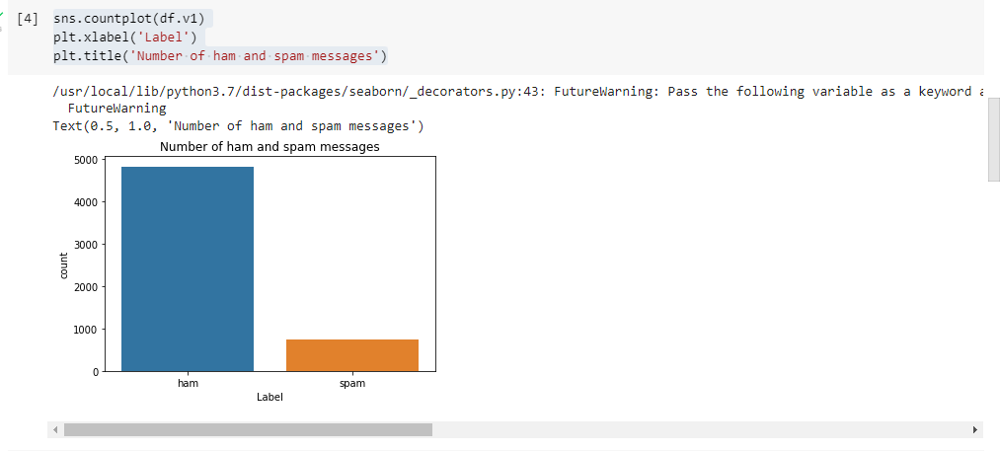 [4] sns.countplot(df.v1)
plt.xlabel('Label')
plt.title('Number of ham and spam messages')
/usr/local/lib/python3.7/dist-packages/seaborn/_decorators.py:43: FutureWarning: Pass the following variable as a keyword
FutureWarning
Text(0.5, 1.0, 'Number of ham and spam messages')
Number of ham and spam messages
5000
4000
3000
2000
1000
0
count
ham spam
Label